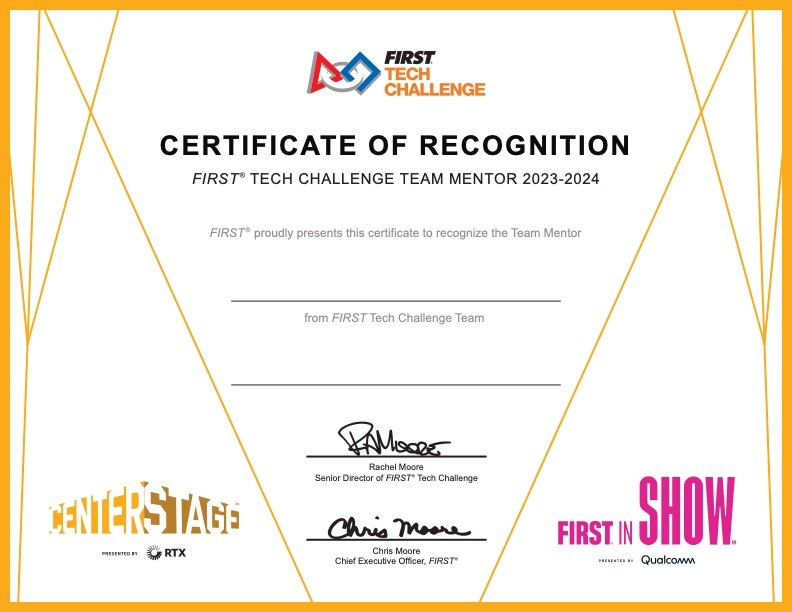 FIRST®
TECH
CHALLENGE
CERTIFICATE OF RECOGNITION
FIRST® TECH CHALLENGE TEAM MENTOR 2023-2024
FIRST® proudly presents this certificate to recognize the Team Mentor
from FIRST Tech Challenge Team
RAMoore
Rachel Moore
Senior Director of FIRST® Tech Challenge
Chris Moore
Chris Moore
Chief Executive Officer, FIRST®
CENTERSTAGE
PRESENTED BY RTX
FIRST® IN SHOW℠
PRESENTED BY Qualcomm